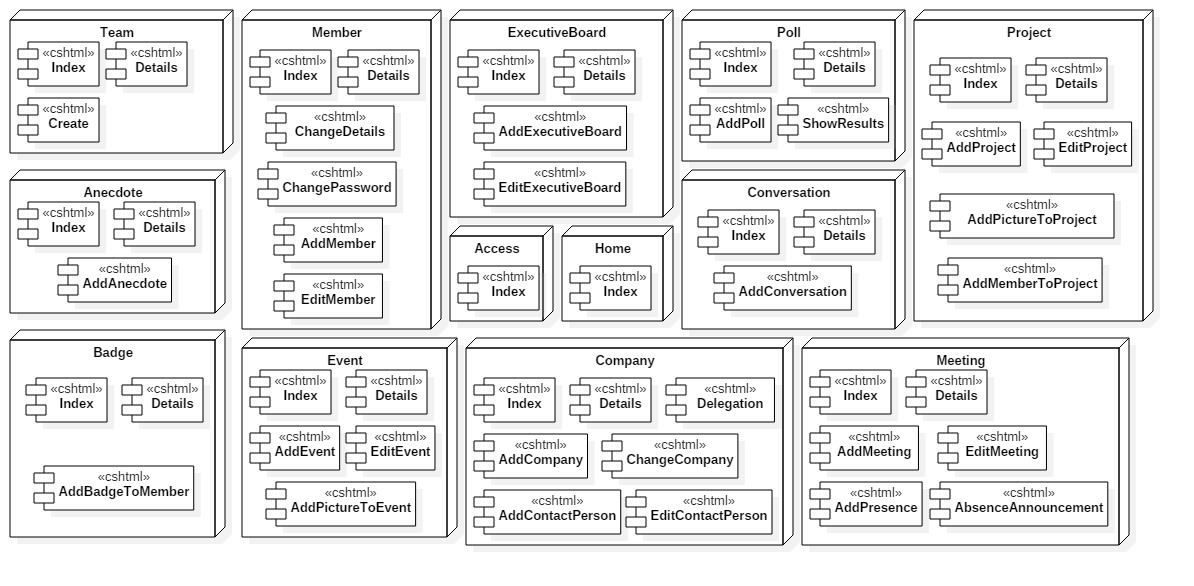 Team
«cshtml»
Index
«cshtml»
Details
«cshtml»
Create
Member
«cshtml»
Index
«cshtml»
Details
«cshtml»
ChangeDetails
«cshtml»
ChangePassword
«cshtml»
AddMember
«cshtml»
EditMember
ExecutiveBoard
«cshtml»
Index
«cshtml»
Details
«cshtml»
AddExecutiveBoard
«cshtml»
EditExecutiveBoard
Poll
«cshtml»
Index
«cshtml»
Details
«cshtml»
AddPoll
«cshtml»
ShowResults
Project
«cshtml»
Index
«cshtml»
Details
«cshtml»
AddProject
«cshtml»
EditProject
«cshtml»
AddPictureToProject
«cshtml»
AddMemberToProject
Anecdote
«cshtml»
Index
«cshtml»
Details
«cshtml»
AddAnecdote
Access
«cshtml»
Index
Home
«cshtml»
Index
Conversation
«cshtml»
Index
«cshtml»
Details
«cshtml»
AddConversation
Badge
«cshtml»
Index
«cshtml»
Details
«cshtml»
AddBadgeToMember
Event
«cshtml»
Index
«cshtml»
Details
«cshtml»
AddEvent
«cshtml»
EditEvent
«cshtml»
AddPictureToEvent
Company
«cshtml»
Index
«cshtml»
Details
«cshtml»
Delegation
«cshtml»
AddCompany
«cshtml»
ChangeCompany
«cshtml»
AddContactPerson
«cshtml»
EditContactPerson
Meeting
«cshtml»
Index
«cshtml»
Details
«cshtml»
AddMeeting
«cshtml»
EditMeeting
«cshtml»
AddPresence
«cshtml»
AbsenceAnnouncement